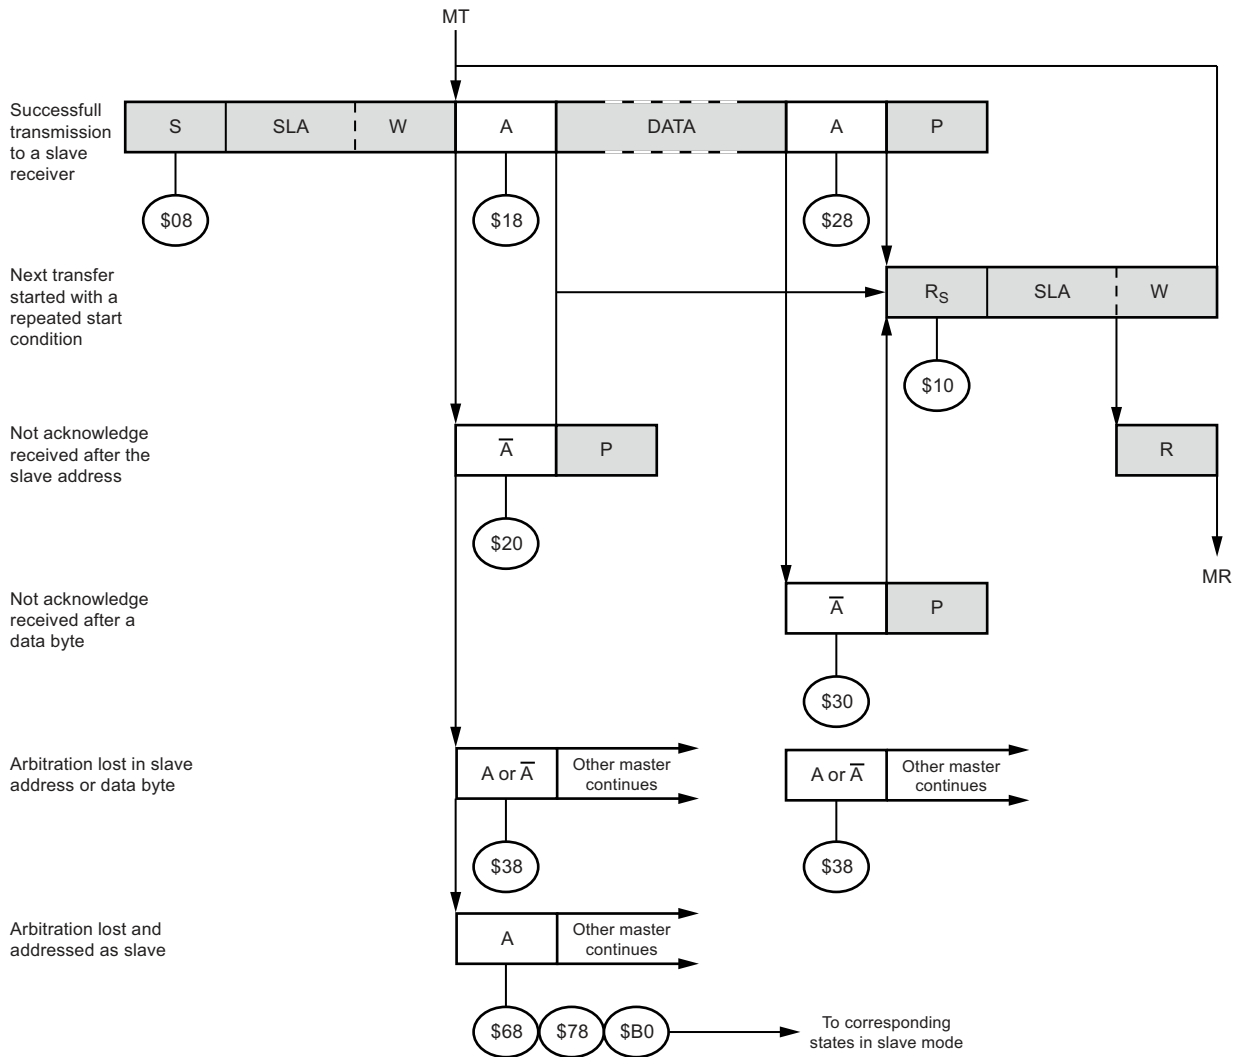 MT
Successfull
transmission
to a slave
receiver
S SLA W A DATA A P
$08 $18 $28
Next transfer
started with a
repeated start
condition
RS SLA W
$10
Not acknowledge
received after the
slave address
A̅ P R
$20
MR
Not acknowledge
received after a
data byte
A̅ P
$30
Arbitration lost in slave
address or data byte
A or A̅ Other master
continues
A or A̅ Other master
continues
$38 $38
Arbitration lost and
addressed as slave
A Other master
continues
$68 $78 $B0 To corresponding
states in slave mode